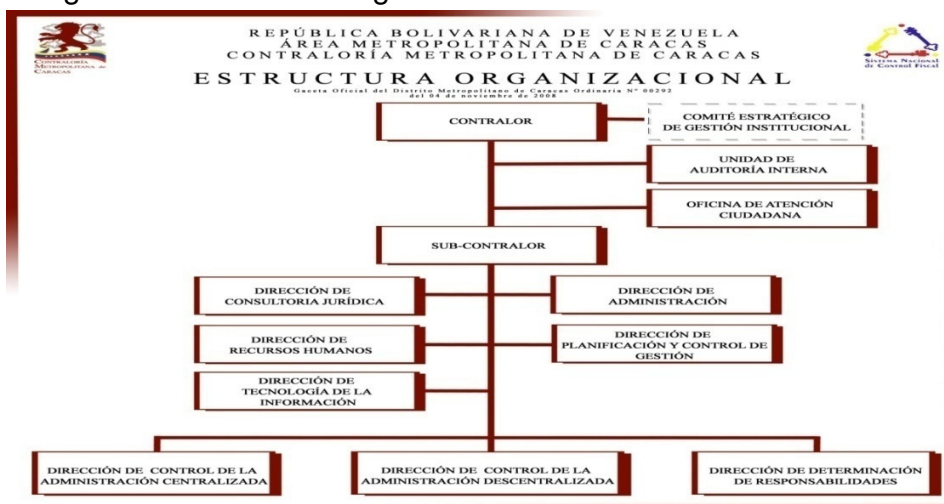 REPÚBLICA BOLIVARIANA DE VENEZUELA
ÁREA METROPOLITANA DE CARACAS
CONTRALORÍA METROPOLITANA DE CARACAS
ESTRUCTURA ORGANIZACIONAL
Gaceta Oficial del Distrito Metropolitano de Caracas Ordinaria N° 00292
del 04 de noviembre de 2008
CONTRALORÍA
METROPOLITANA DE
CARACAS
SISTEMA NACIONAL
de Control Fiscal
CONTRALOR
COMITÉ ESTRATÉGICO
DE GESTIÓN INSTITUCIONAL
UNIDAD DE
AUDITORÍA INTERNA
OFICINA DE ATENCIÓN
CIUDADANA
SUB-CONTRALOR
DIRECCIÓN DE
CONSULTORIA JURÍDICA
DIRECCIÓN DE
ADMINISTRACIÓN
DIRECCIÓN DE
RECURSOS HUMANOS
DIRECCIÓN DE
PLANIFICACIÓN Y CONTROL DE
GESTIÓN
DIRECCIÓN DE
TECNOLOGÍA DE LA
INFORMACIÓN
DIRECCIÓN DE CONTROL DE LA
ADMINISTRACIÓN CENTRALIZADA
DIRECCIÓN DE CONTROL DE LA
ADMINISTRACIÓN DESCENTRALIZADA
DIRECCIÓN DE DETERMINACIÓN
DE RESPONSABILIDADES